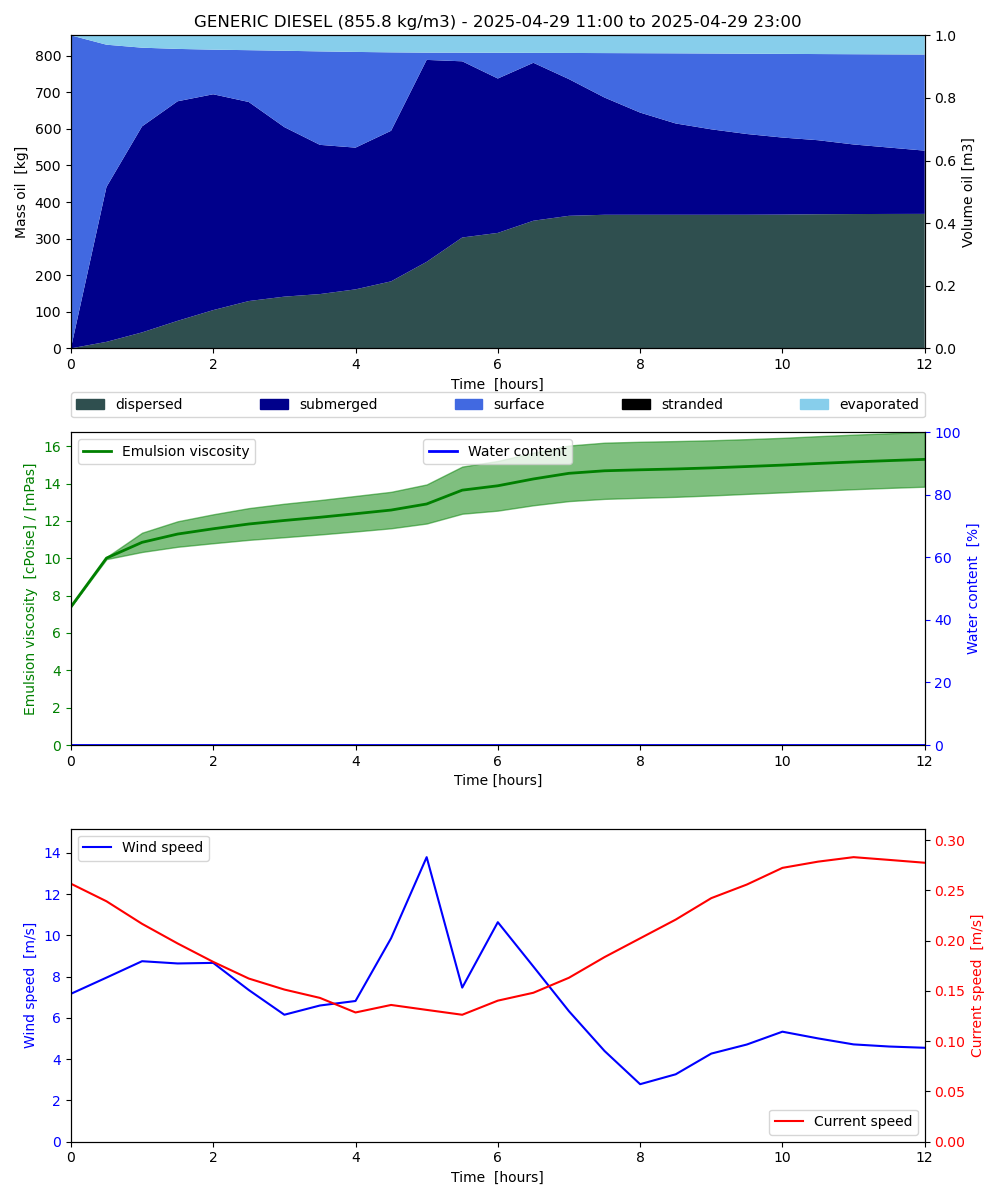 GENERIC DIESEL (855.8 kg/m3) - 2025-04-29 11:00 to 2025-04-29 23:00
Mass oil  [kg]
800
700
600
500
400
300
200
100
0
Volume oil [m3]
1.0
0.8
0.6
0.4
0.2
0.0
0 2 4 6 8 10 12
Time  [hours]
dispersed submerged surface stranded evaporated
Emulsion viscosity Water content
Emulsion viscosity  [cPoise] / [mPas]
16
14
12
10
8
6
4
2
0
Water content  [%]
100
80
60
40
20
0
0 2 4 6 8 10 12
Time [hours]
Wind speed
Wind speed  [m/s]
14
12
10
8
6
4
2
0
Current speed  [m/s]
0.30
0.25
0.20
0.15
0.10
0.05
0.00
Current speed
0 2 4 6 8 10 12
Time  [hours]